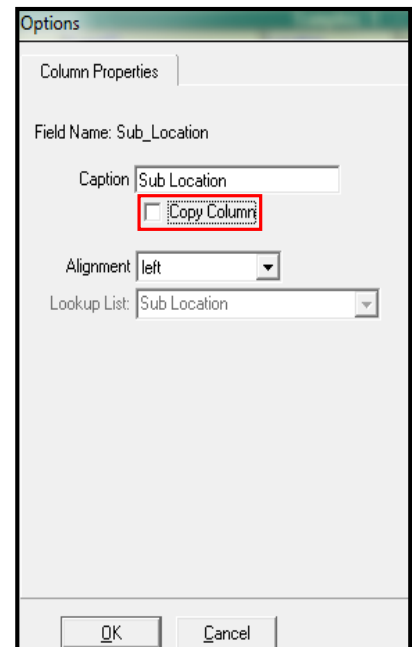 Options
Column Properties
Field Name: Sub_Location
Caption Sub Location
Copy Column
Alignment left
Lookup List: Sub Location
OK Cancel